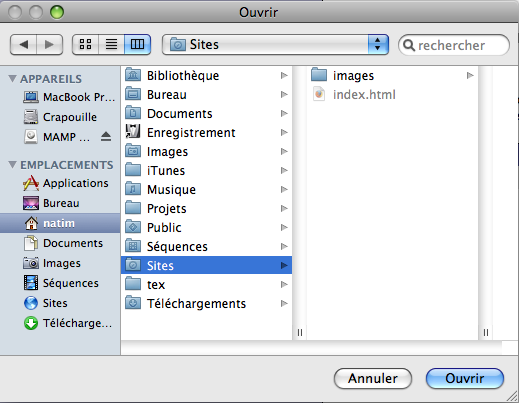 Ouvrir
Sites
rechercher
APPAREILS
MacBook Pr...
Crapouille
MAMP ...
EMPLACEMENTS
Applications
Bureau
natim
Documents
Images
Séquences
Sites
Télécharge...
Bibliothèque
Bureau
Documents
Enregistrement
Images
iTunes
Musique
Projets
Public
Séquences
Sites
tex
Téléchargements
images
index.html
Annuler
Ouvrir